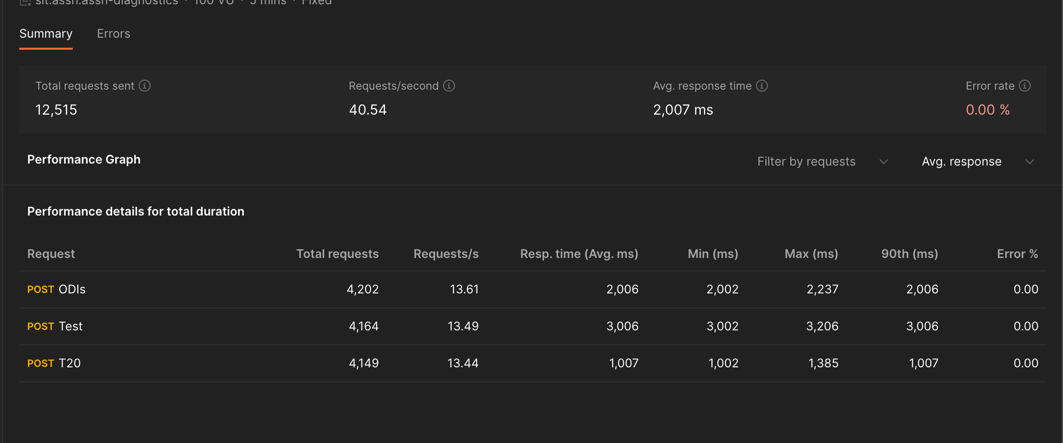 sit.assn.assn-diagnostics · 100 VU · 5 mins · Fixed
Summary Errors
Total requests sent Requests/second Avg. response time Error rate
12,515 40.54 2,007 ms 0.00 %
Performance Graph Filter by requests Avg. response
Performance details for total duration
Request Total requests Requests/s Resp. time (Avg. ms) Min (ms) Max (ms) 90th (ms) Error %
POST ODIs 4,202 13.61 2,006 2,002 2,237 2,006 0.00
POST Test 4,164 13.49 3,006 3,002 3,206 3,006 0.00
POST T20 4,149 13.44 1,007 1,002 1,385 1,007 0.00